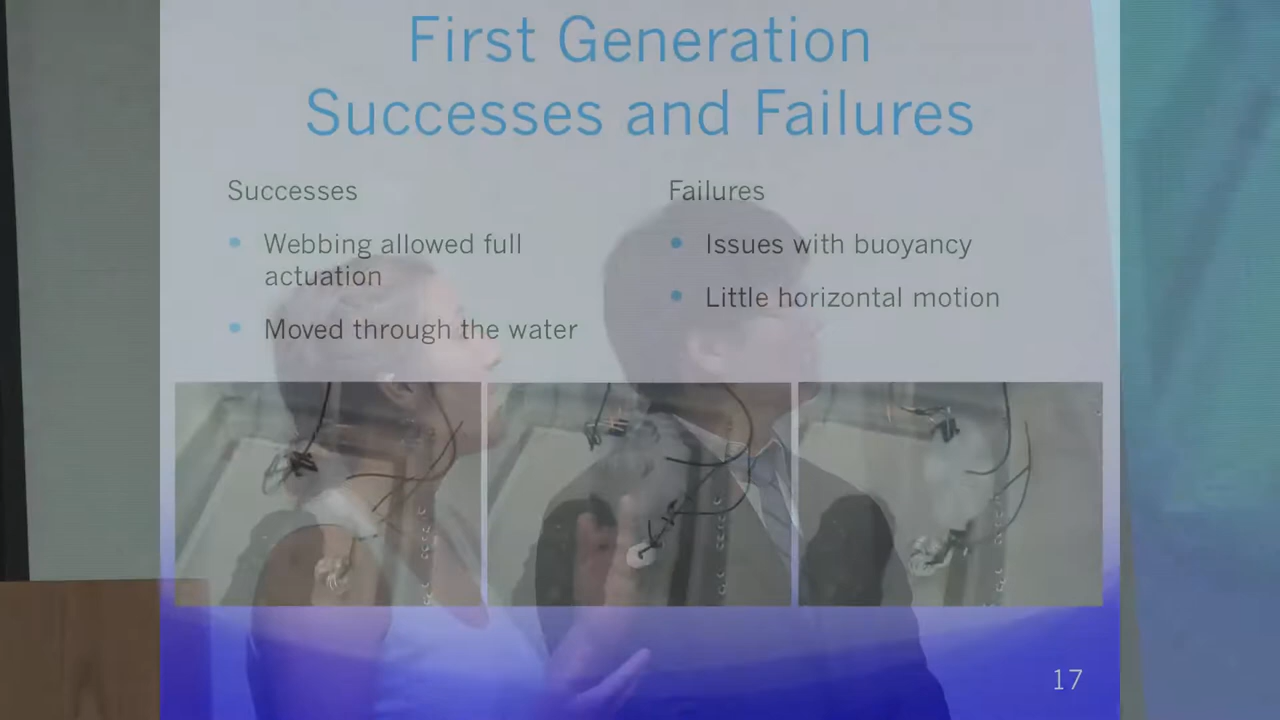 First Generation
Successes and Failures
Successes
Webbing allowed full
actuation
Moved through the water
Failures
Issues with buoyancy
Little horizontal motion
17